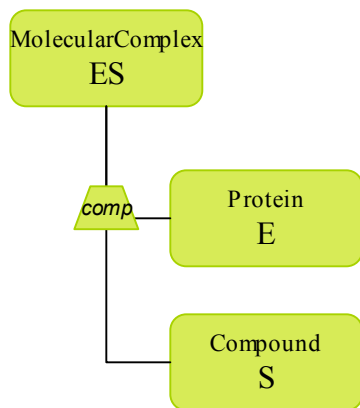 MolecularComplex
ES
comp
Protein
E
Compound
S